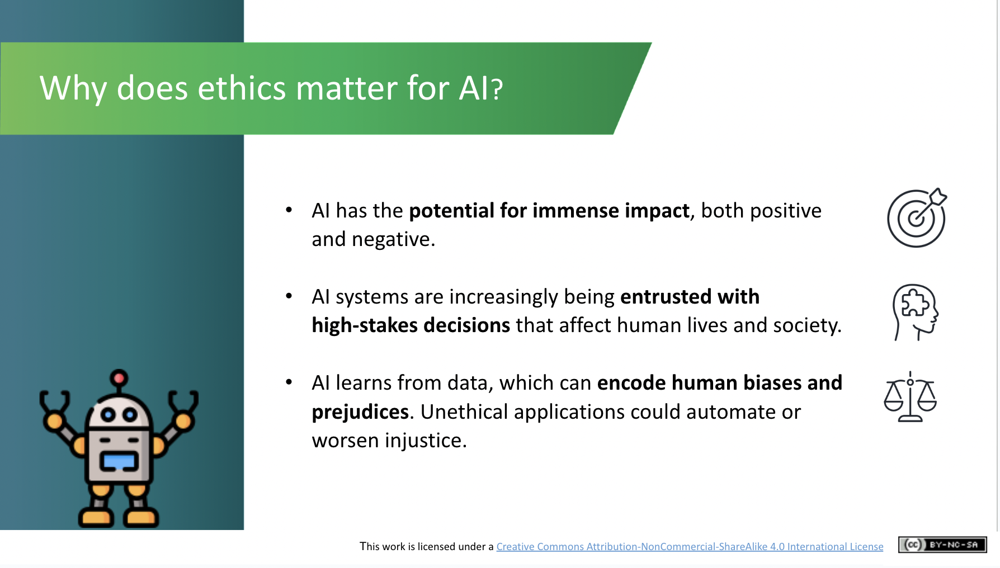 Why does ethics matter for AI?
• AI has the potential for immense impact, both positive
and negative.
• AI systems are increasingly being entrusted with
high-stakes decisions that affect human lives and society.
• AI learns from data, which can encode human biases and
prejudices. Unethical applications could automate or
worsen injustice.
This work is licensed under a Creative Commons Attribution-NonCommercial-ShareAlike 4.0 International License
cc BY-NC-SA